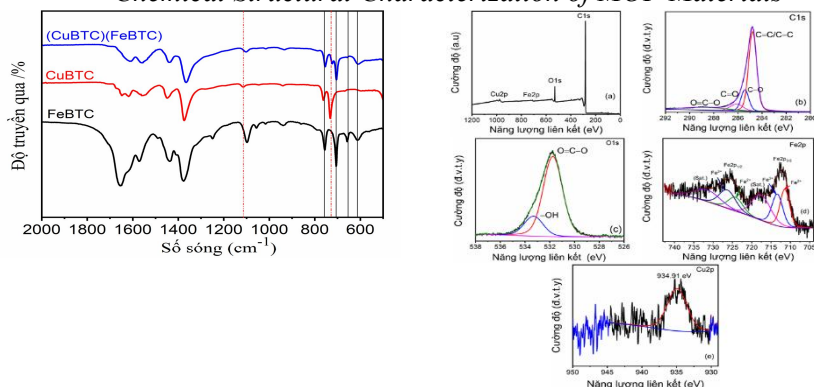 Chemical Structural Characterization of MOF Materials
Độ truyền qua /%
(CuBTC)(FeBTC)
CuBTC
FeBTC
2000 1800 1600 1400 1200 1000 800 600
Số sóng (cm⁻¹)
Cường độ (a.u)
C1s
O1s
Cu2p
Fe2p
(a)
1200 1000 800 600 400 200 0
Năng lượng liên kết (eV)
C1s
Cường độ (d.v.t.y)
C–C/C=C
C–O
C=O
O=C–O
(b)
292 290 288 286 284 282
Năng lượng liên kết (eV)
O1s
Cường độ (d.v.t.y)
O=C–O
–OH
(c)
538 536 534 532 530 528 526
Năng lượng liên kết (eV)
Fe2p
Cường độ (d.v.t.y)
(Sat.)
(d)
740 735 730 725 720 715 710 705
Năng lượng liên kết (eV)
Cu2p
934.91 eV
Cường độ (d.v.t.y)
(e)
950 945 940 935 930
Năng lượng liên kết (eV)